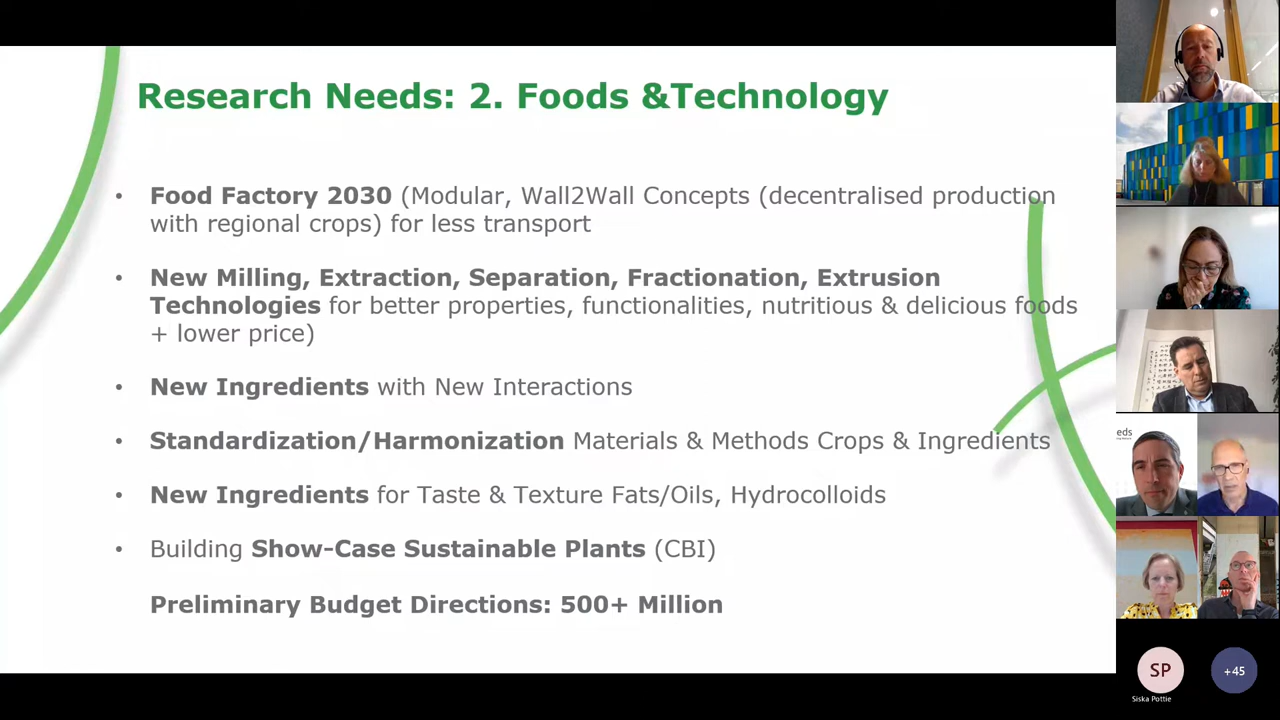 Research Needs: 2. Foods &Technology
• Food Factory 2030 (Modular, Wall2Wall Concepts (decentralised production
with regional crops) for less transport
• New Milling, Extraction, Separation, Fractionation, Extrusion
Technologies for better properties, functionalities, nutritious & delicious foods
+ lower price)
• New Ingredients with New Interactions
• Standardization/Harmonization Materials & Methods Crops & Ingredients
• New Ingredients for Taste & Texture Fats/Oils, Hydrocolloids
• Building Show-Case Sustainable Plants (CBI)
Preliminary Budget Directions: 500+ Million
eds
SP
+45
Siska Pottie